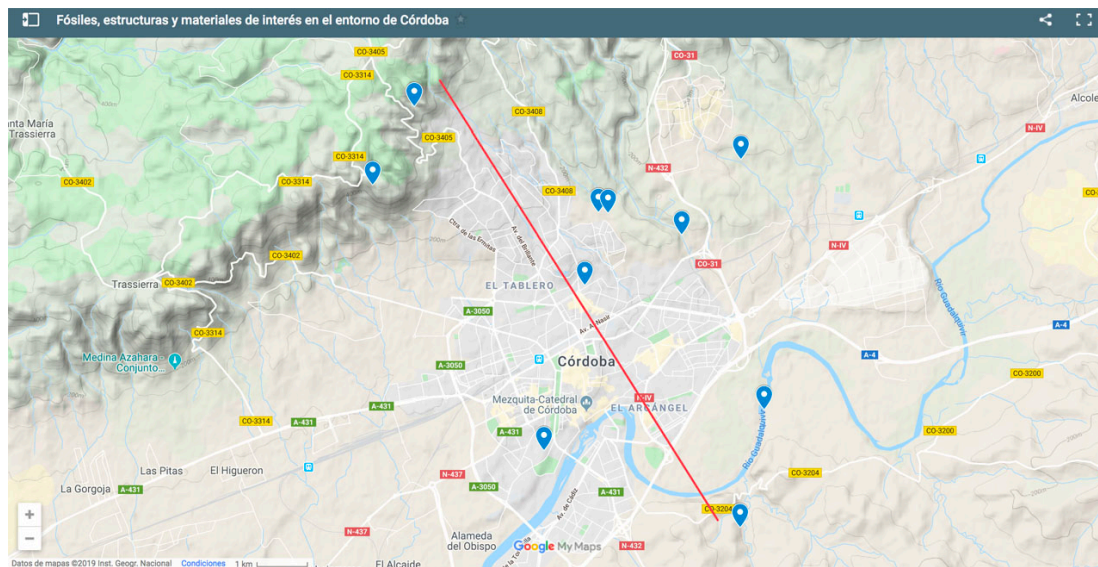 Fósiles, estructuras y materiales de interés en el entorno de Córdoba
CO-3405
CO-31
CO-3314
400m
Alcole
CO-3408
nta María
Trassierra
N-IV
CO-3405
CO-3314
N-432
CO-3402
CO-3314
CO-3408
CO-
Ctra. de las Ermitas
Av. del Brillante
200m
N-IV
CO-3402
CO-31
Trassierra
CO-3402
EL TABLERO
Río Guadalquivir
A-3050
Av. Al Nasir
A-4
CO-3314
Medina Azahara -
Conjunto...
A-4
A-3050
Córdoba
CO-3200
Mezquita-Catedral
de Córdoba
N-IV
EL ARCÁNGEL
A-431
CO-3314
A-431
A-431
CO-3200
Río Guadalquivir
Las Pitas
El Higueron
N-437
CO-3204
La Gorgoja
A-431
A-3050
A-431
Av. de Cádiz
CO-3204
N-437
Alameda
del Obispo
Google My Maps
N-432
El Alcaide
Datos de mapas ©2019 Inst. Geogr. Nacional
Condiciones
1 km